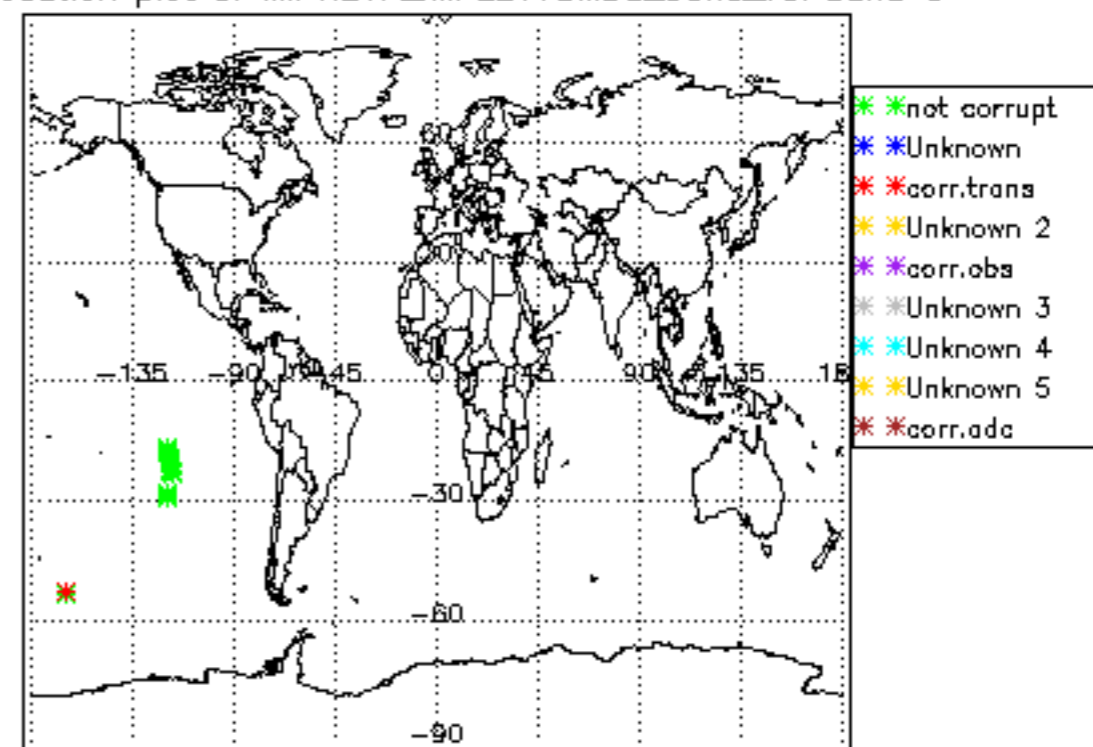 not corrupt
Unknown
corr.trans
Unknown 2
corr.obs
Unknown 3
Unknown 4
Unknown 5
corr.adc
60
-135 -90 45 0 45 90 135
-30
-60
-90